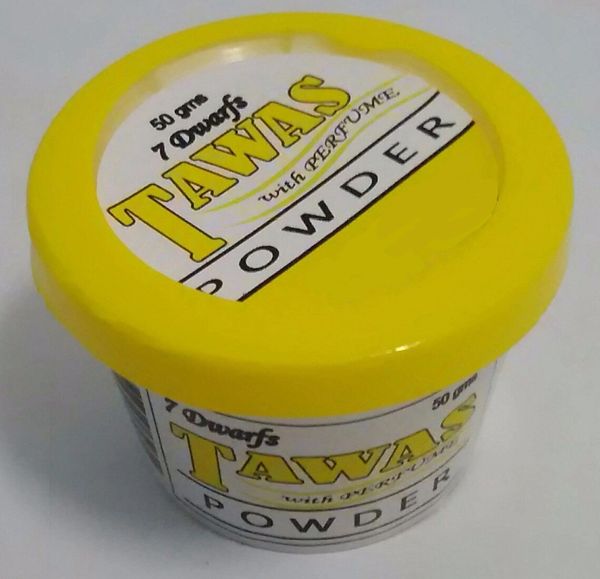 50 gms
7 Dwarfs
TAWAS
with PERFUME
POWDER
7 Dwarfs
50 gms
TAWAS
with PERFUME
POWDER